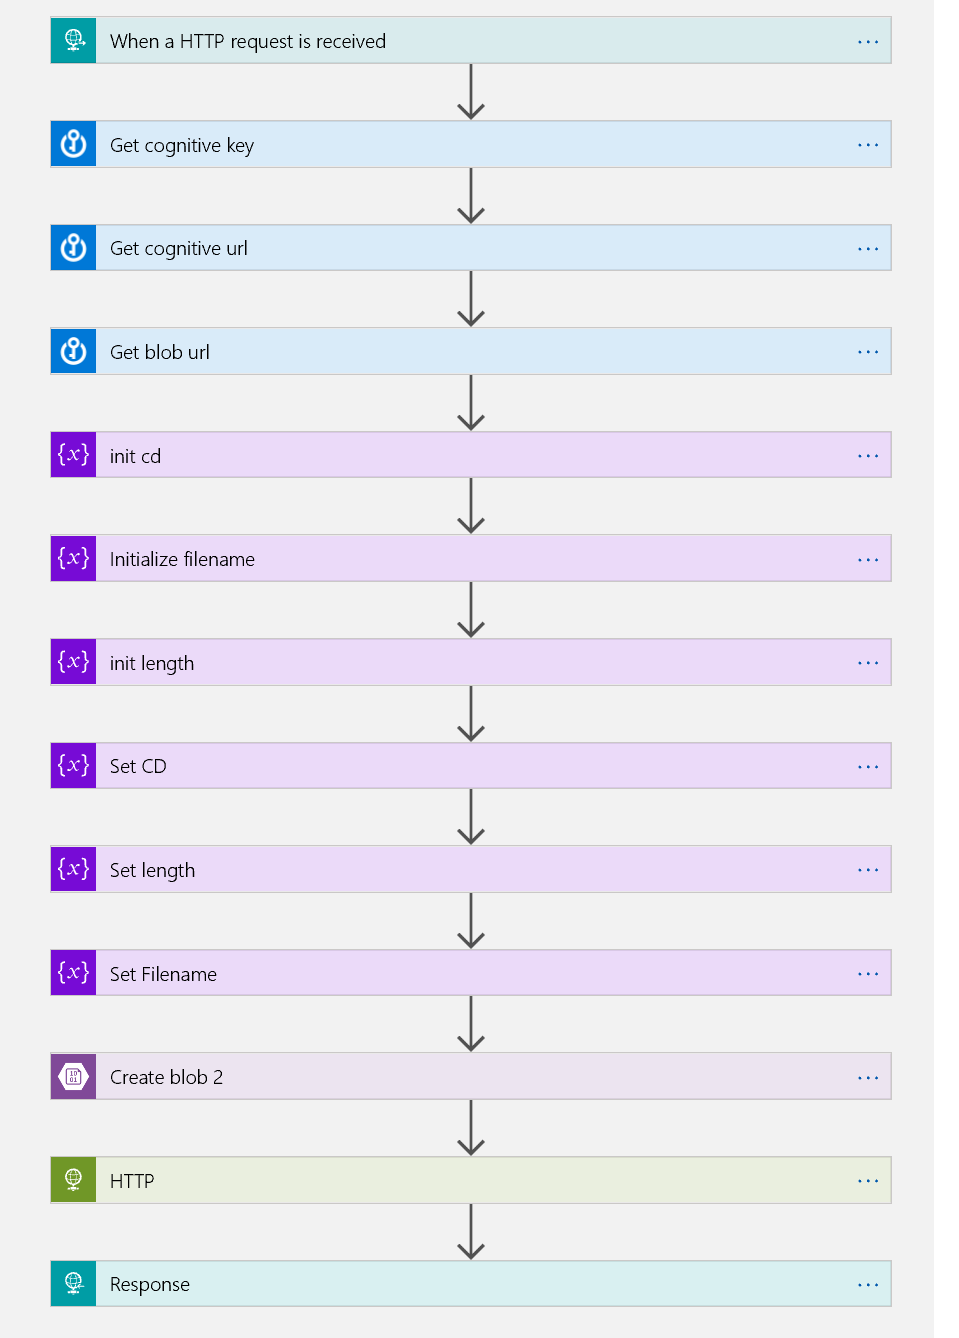 When a HTTP request is received
Get cognitive key
Get cognitive url
Get blob url
{x} init cd
{x} Initialize filename
{x} init length
{x} Set CD
{x} Set length
{x} Set Filename
Create blob 2
HTTP
Response